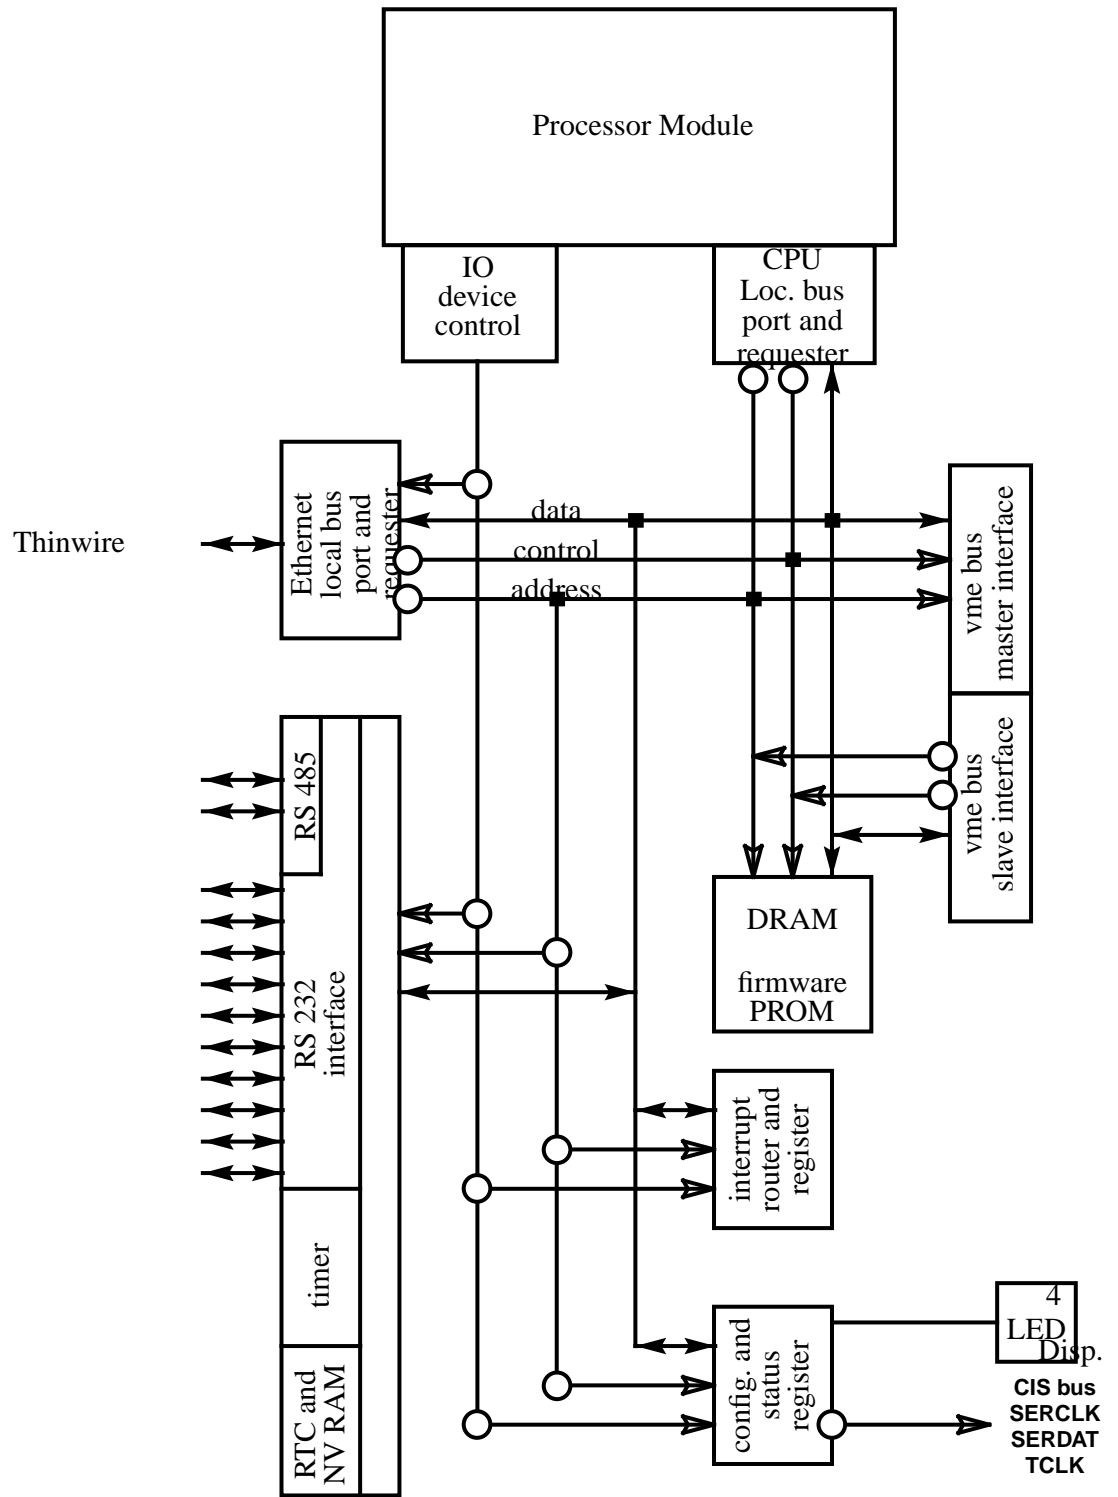 Processor Module
IO
device
control
CPU
Loc. bus
port and
requester
Thinwire
Ethernet
local bus
port and
requester
data
control
address
vme bus
master interface
vme bus
slave interface
RS 485
RS 232
interface
timer
RTC and
NV RAM
DRAM
firmware
PROM
interrupt
router and
register
config. and
status
register
4
LED
Disp.
CIS bus
SERCLK
SERDAT
TCLK